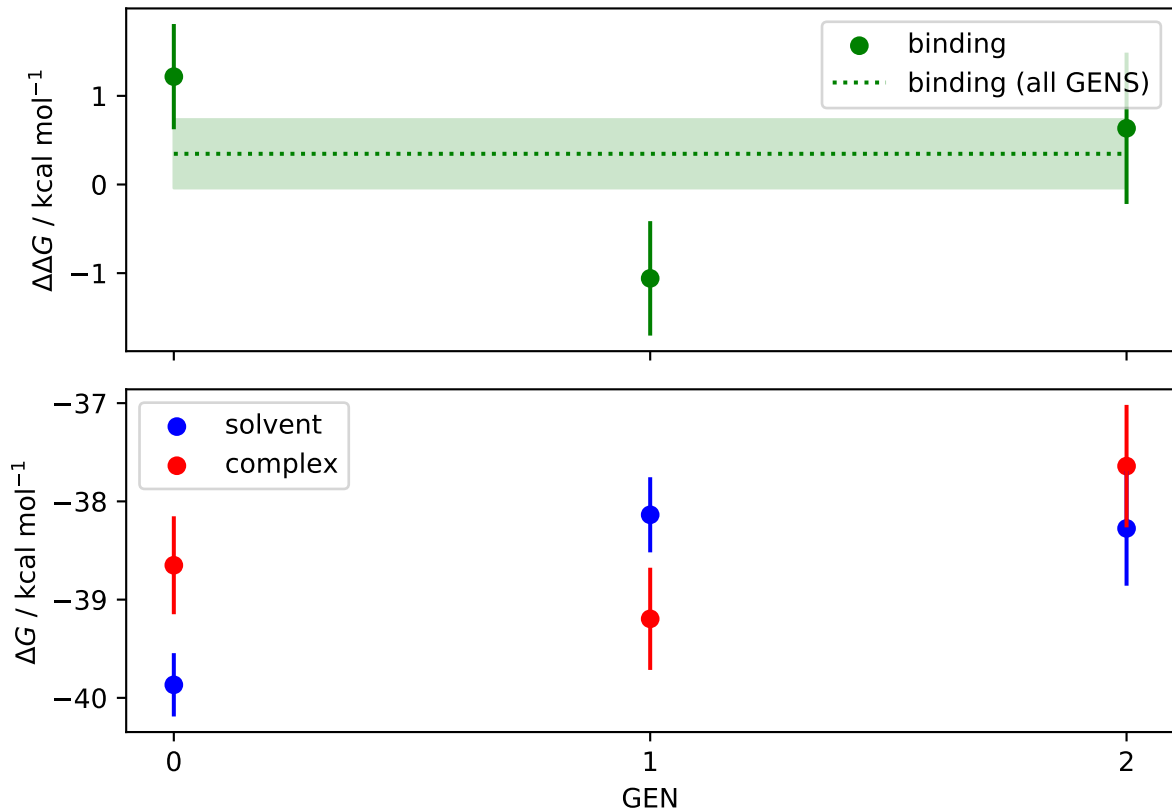 binding
binding (all GENS)
1
0
−1
ΔΔG / kcal mol⁻¹
solvent
complex
−37
−38
−39
−40
ΔG / kcal mol⁻¹
0 1 2
GEN